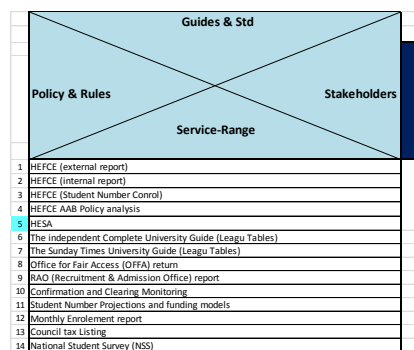 Guides & Std
Policy & Rules
Stakeholders
Service-Range
1 HEFCE (external report)
2 HEFCE (internal report)
3 HEFCE (Student Number Conrol)
4 HEFCE AAB Policy analysis
5 HESA
6 The independent Complete University Guide (Leagu Tables)
7 The Sunday Times University Guide (Leagu Tables)
8 Office for Fair Access (OFFA) return
9 RAO (Recruitment & Admission Office) report
10 Confirmation and Clearing Monitoring
11 Student Number Projections and funding models
12 Monthly Enrolement report
13 Council tax Listing
14 National Student Survey (NSS)